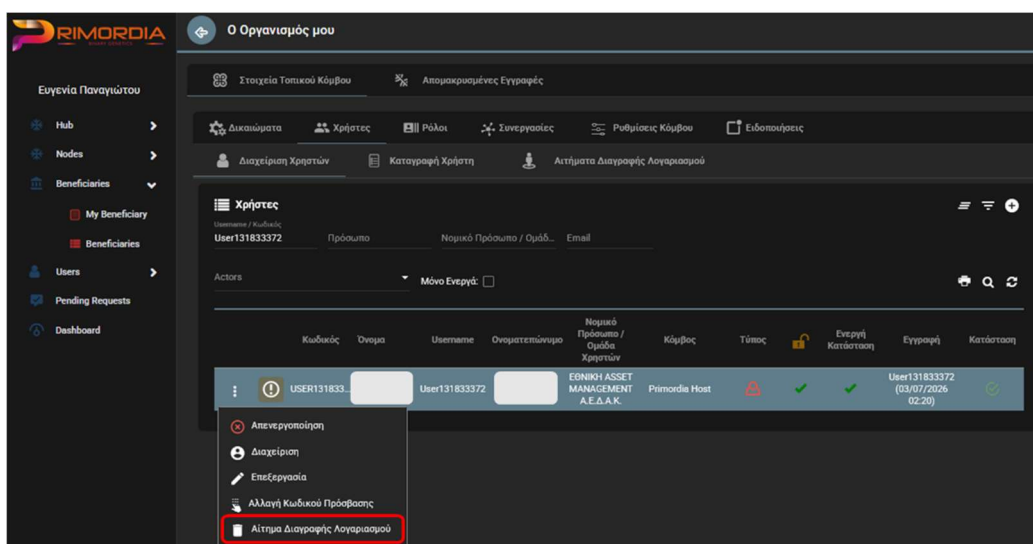 PRIMORDIA
Ο Οργανισμός μου
Ευγενία Παναγιώτου
Hub
Nodes
Beneficiaries
My Beneficiary
Beneficiaries
Users
Pending Requests
Dashboard
Στοιχεία Τοπικού Κόμβου
Απομακρυσμένες Εγγραφές
Δικαιώματα
Χρήστες
Ρόλοι
Συνεργασίες
Ρυθμίσεις Κόμβου
Ειδοποιήσεις
Διαχείριση Χρηστών
Καταγραφή Χρήστη
Αιτήματα Διαγραφής Λογαριασμού
Χρήστες
Username / Κωδικός
User131833372
Πρόσωπο
Νομικό Πρόσωπο / Ομάδ...
Email
Actors
Μόνο Ενεργά:
Κωδικός
Όνομα
Username
Ονοματεπώνυμο
Νομικό
Πρόσωπο /
Ομάδα
Χρηστών
Κόμβος
Τύπος
Ενεργή
Κατάσταση
Εγγραφή
Κατάσταση
USER131833...
User131833372
ΕΘΝΙΚΗ ASSET
MANAGEMENT
Α.Ε.Δ.Α.Κ.
Primordia Host
User131833372
(03/07/2026
02:20)
Απενεργοποίηση
Διαχείριση
Επεξεργασία
Αλλαγή Κωδικού Πρόσβασης
Αίτημα Διαγραφής Λογαριασμού